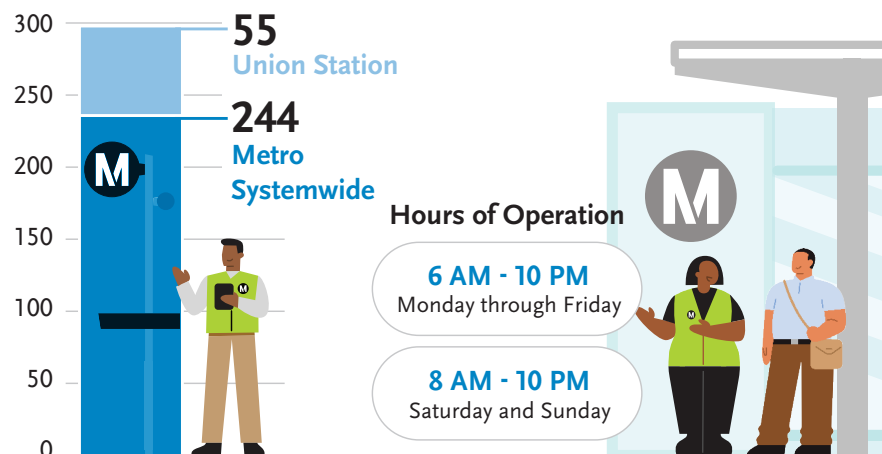 300
250
200
150
100
50
0
55
Union Station
244
Metro
Systemwide
M
Hours of Operation
6 AM - 10 PM
Monday through Friday
8 AM - 10 PM
Saturday and Sunday
M
M
M